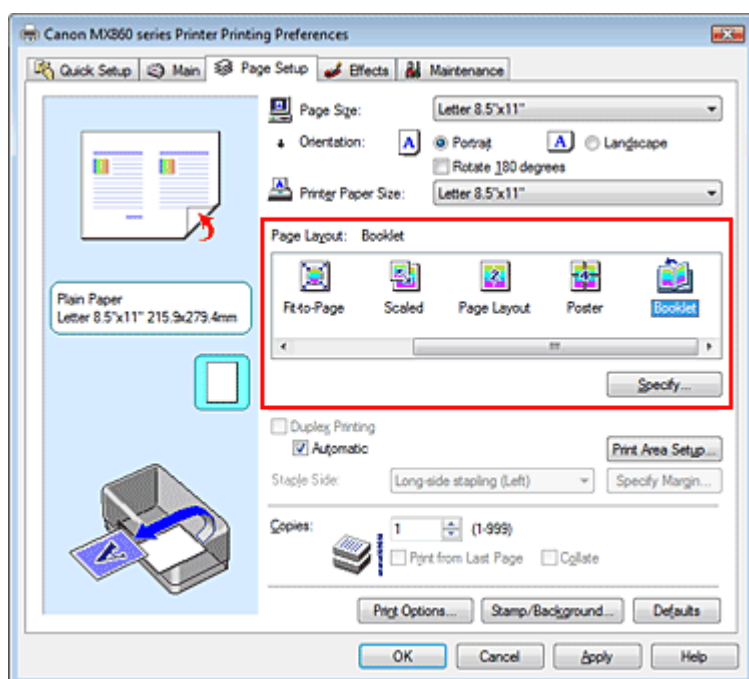 Canon MX860 series Printer Printing Preferences
Quick Setup Main Page Setup Effects Maintenance
Page Size: Letter 8.5"x11"
Orientation: A Portrait A Landscape
Rotate 180 degrees
Printer Paper Size: Letter 8.5"x11"
Page Layout: Booklet
Fit-to-Page Scaled Page Layout Poster Booklet
Plain Paper
Letter 8.5"x11" 215.9x279.4mm
Specify...
Duplex Printing
Automatic
Print Area Setup...
Staple Side: Long-side stapling (Left) Specify Margin...
Copies: 1 (1-999)
Print from Last Page Collate
Print Options... Stamp/Background... Defaults
OK Cancel Apply Help